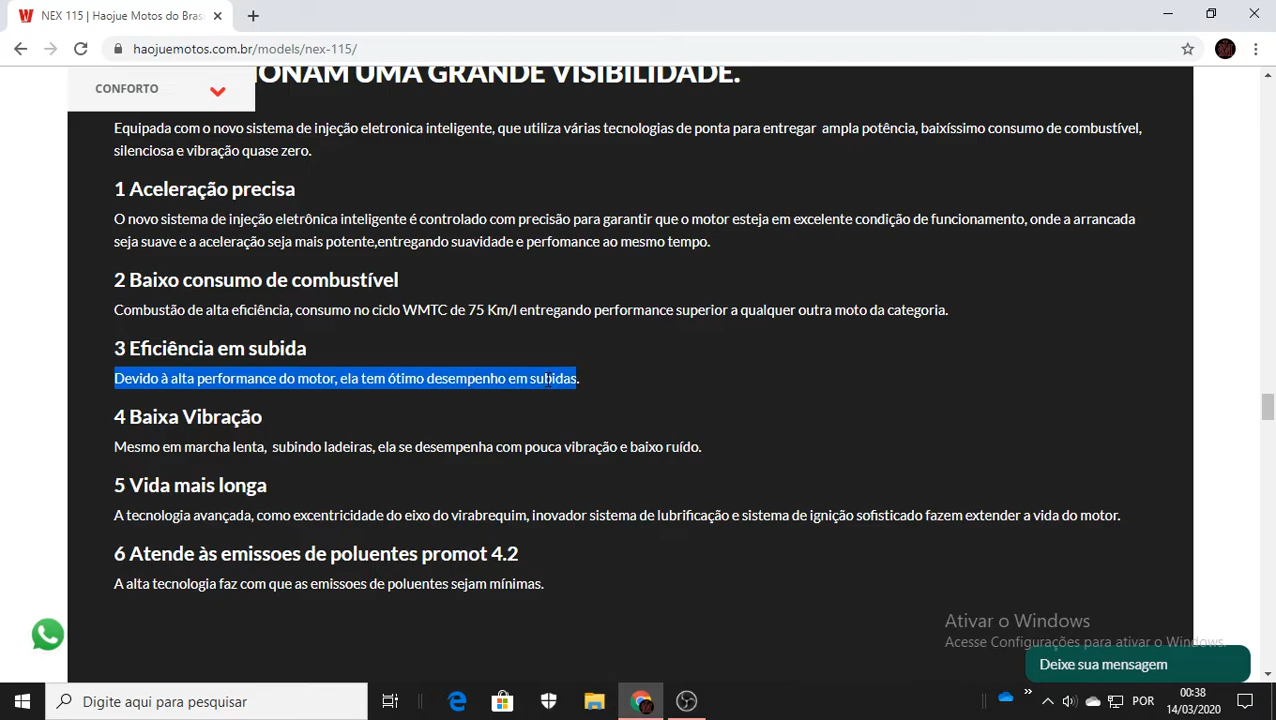 NEX 115 | Haojue Motos do Bras
haojuemotos.com.br/models/nex-115/
IONAM UMA GRANDE VISIBILIDADE.
CONFORTO
Equipada com o novo sistema de injeção eletronica inteligente, que utiliza várias tecnologias de ponta para entregar ampla potência, baixíssimo consumo de combustível,
silenciosa e vibração quase zero.
1 Aceleração precisa
O novo sistema de injeção eletrônica inteligente é controlado com precisão para garantir que o motor esteja em excelente condição de funcionamento, onde a arrancada
seja suave e a aceleração seja mais potente,entregando suavidade e perfomance ao mesmo tempo.
2 Baixo consumo de combustível
Combustão de alta eficiência, consumo no ciclo WMTC de 75 Km/l entregando performance superior a qualquer outra moto da categoria.
3 Eficiência em subida
Devido à alta performance do motor, ela tem ótimo desempenho em subidas.
4 Baixa Vibração
Mesmo em marcha lenta, subindo ladeiras, ela se desempenha com pouca vibração e baixo ruído.
5 Vida mais longa
A tecnologia avançada, como excentricidade do eixo do virabrequim, inovador sistema de lubrificação e sistema de ignição sofisticado fazem extender a vida do motor.
6 Atende às emissoes de poluentes promot 4.2
A alta tecnologia faz com que as emissoes de poluentes sejam mínimas.
Ativar o Windows
Acesse Configurações para ativar o Windows.
Deixe sua mensagem
Digite aqui para pesquisar
POR
00:38
14/03/2020